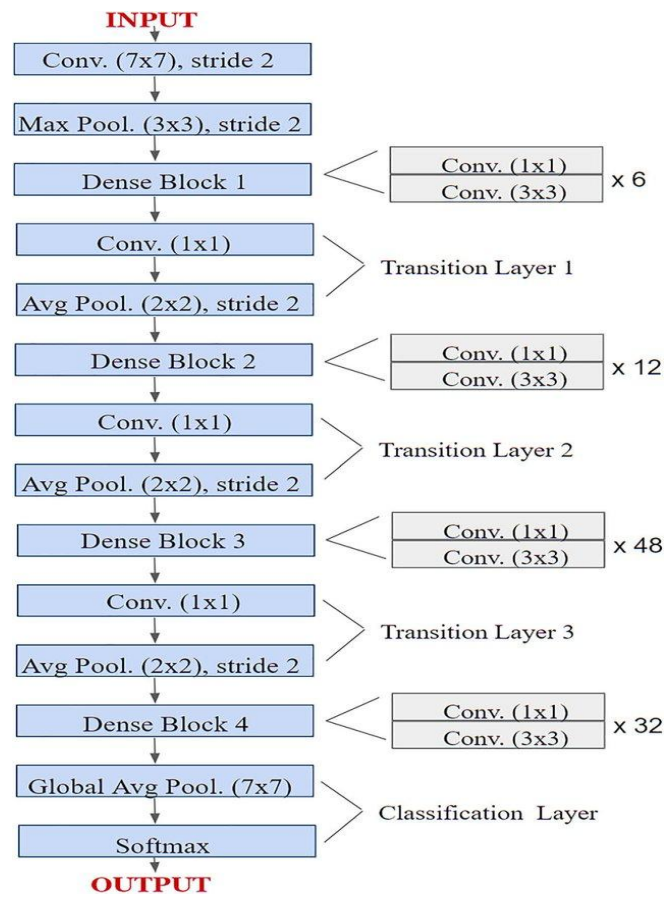 INPUT
Conv. (7x7), stride 2
Max Pool. (3x3), stride 2
Dense Block 1
Conv. (1x1)
Conv. (3x3)
x 6
Conv. (1x1)
Avg Pool. (2x2), stride 2
Transition Layer 1
Dense Block 2
Conv. (1x1)
Conv. (3x3)
x 12
Conv. (1x1)
Avg Pool. (2x2), stride 2
Transition Layer 2
Dense Block 3
Conv. (1x1)
Conv. (3x3)
x 48
Conv. (1x1)
Avg Pool. (2x2), stride 2
Transition Layer 3
Dense Block 4
Conv. (1x1)
Conv. (3x3)
x 32
Global Avg Pool. (7x7)
Softmax
Classification Layer
OUTPUT